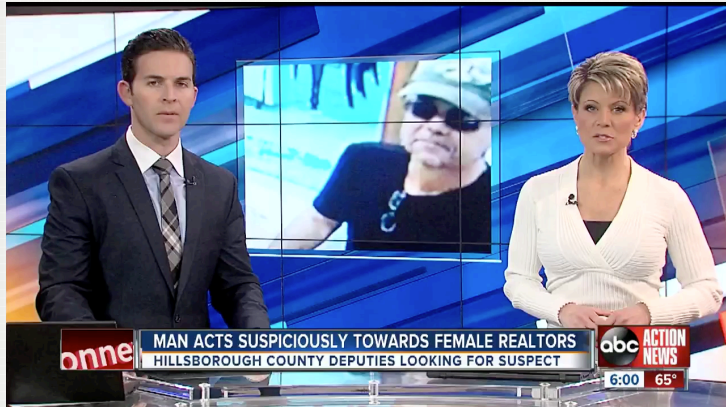 MAN ACTS SUSPICIOUSLY TOWARDS FEMALE REALTORS
onne
HILLSBOROUGH COUNTY DEPUTIES LOOKING FOR SUSPECT
abc
ACTION
NEWS
6:00 65°